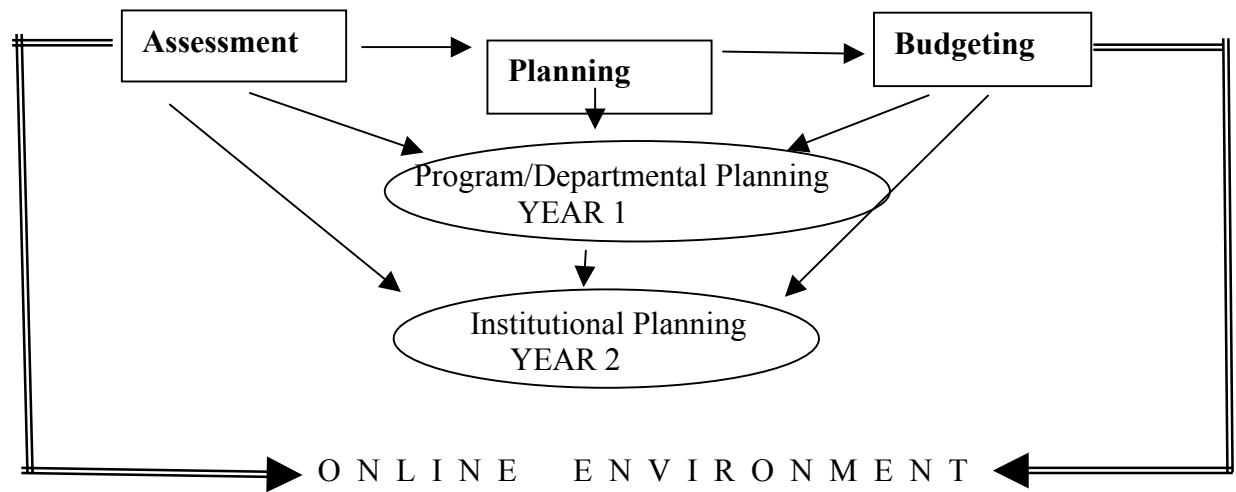 Assessment
Planning
Budgeting
Program/Departmental Planning
YEAR 1
Institutional Planning
YEAR 2
O N L I N E E N V I R O N M E N T